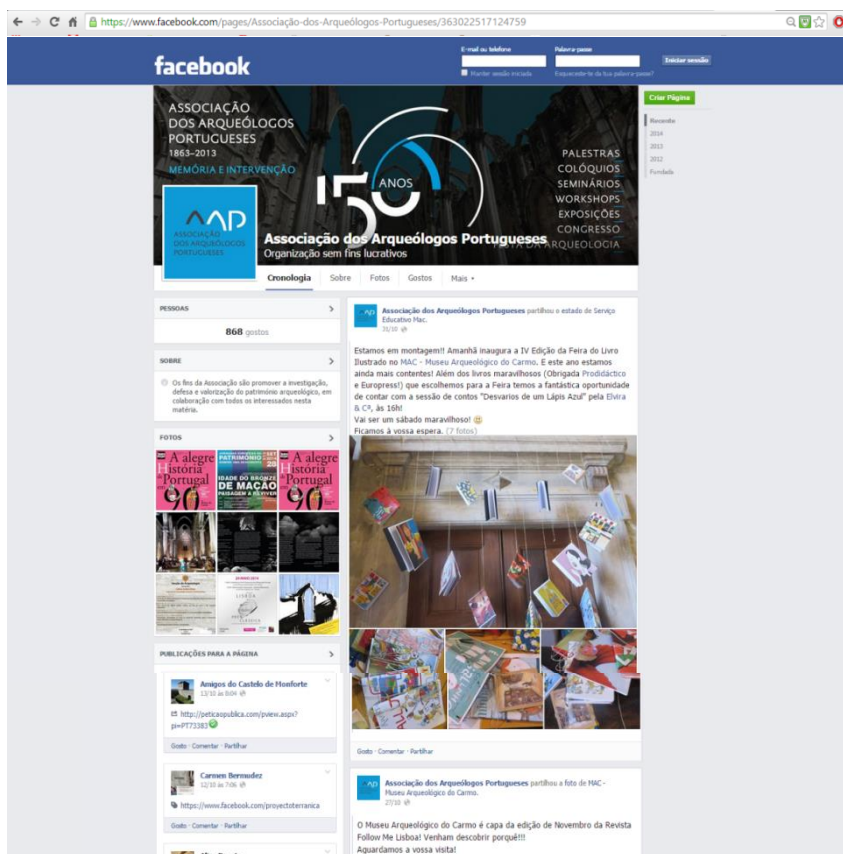 https://www.facebook.com/pages/Associação-dos-Arqueólogos-Portugueses/363022517124759
facebook
E-mail ou telefone
Palavra-passe
Iniciar sessão
Manter sessão iniciada
Esqueceste-te da tua palavra-passe?
Criar Página
Recente
2014
2013
2012
Fundada
ASSOCIAÇÃO
DOS ARQUEÓLOGOS
PORTUGUESES
1863–2013
MEMÓRIA E INTERVENÇÃO
150 ANOS
PALESTRAS
COLÓQUIOS
SEMINÁRIOS
WORKSHOPS
EXPOSIÇÕES
CONGRESSO
FESTA DA ARQUEOLOGIA
AAP
ASSOCIAÇÃO
DOS ARQUEÓLOGOS
PORTUGUESES
Associação dos Arqueólogos Portugueses
Organização sem fins lucrativos
Cronologia Sobre Fotos Gostos Mais
PESSOAS
868 gostos
SOBRE
Os fins da Associação são promover a investigação,
defesa e valorização do património arqueológico, em
colaboração com todos os interessados nesta
matéria.
FOTOS
A alegre
História
de Portugal
90
PATRIMÓNIO
IDADE DO BRONZE
DE MAÇÃO
PAISAGEM A REVIVER
A alegre
História
de Portugal
90
PUBLICAÇÕES PARA A PÁGINA
Amigos do Castelo de Monforte
http://peticaopublica.com/pview.aspx?
pi=PT73383
Gosto · Comentar · Partilhar
Carmen Bermudez
12/10 às 7:06
https://www.facebook.com/proyectoterranica
Gosto · Comentar · Partilhar
Associação dos Arqueólogos Portugueses partilhou o estado de Serviço
Educativo Mac.
31/10
Estamos em montagem!! Amanhã inaugura a IV Edição da Feira do Livro
Ilustrado no MAC - Museu Arqueológico do Carmo. E este ano estamos
ainda mais contentes! Além dos livros maravilhosos (Obrigada Prodidáctico
e Europress!) que escolhemos para a Feira temos a fantástica oportunidade
de contar com a sessão de contos "Desvarios de um Lápis Azul" pela Elvira
& Cª, às 16h!
Vai ser um sábado maravilhoso!
Ficamos à vossa espera. (7 fotos)
Gosto · Comentar · Partilhar
Associação dos Arqueólogos Portugueses partilhou a foto de MAC -
Museu Arqueológico do Carmo.
27/10
O Museu Arqueológico do Carmo é capa da edição de Novembro da Revista
Follow Me Lisboa! Venham descobrir porquê!!!
Aguardamos a vossa visita!